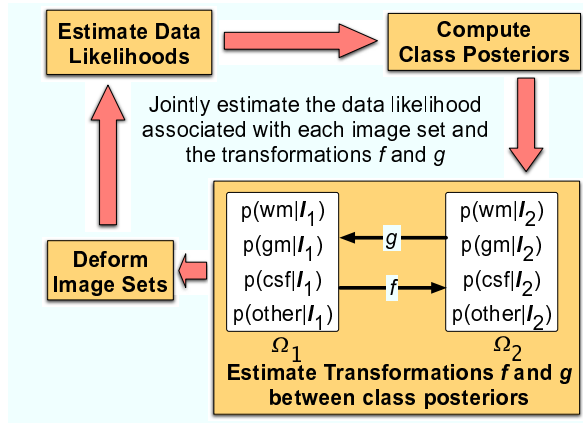 Estimate Data
Likelihoods
Compute
Class Posteriors
Jointly estimate the data likelihood
associated with each image set and
the transformations f and g
p(wm|I1)
p(gm|I1)
p(csf|I1)
p(other|I1)
Ω1
g
f
p(wm|I2)
p(gm|I2)
p(csf|I2)
p(other|I2)
Ω2
Estimate Transformations f and g
between class posteriors
Deform
Image Sets